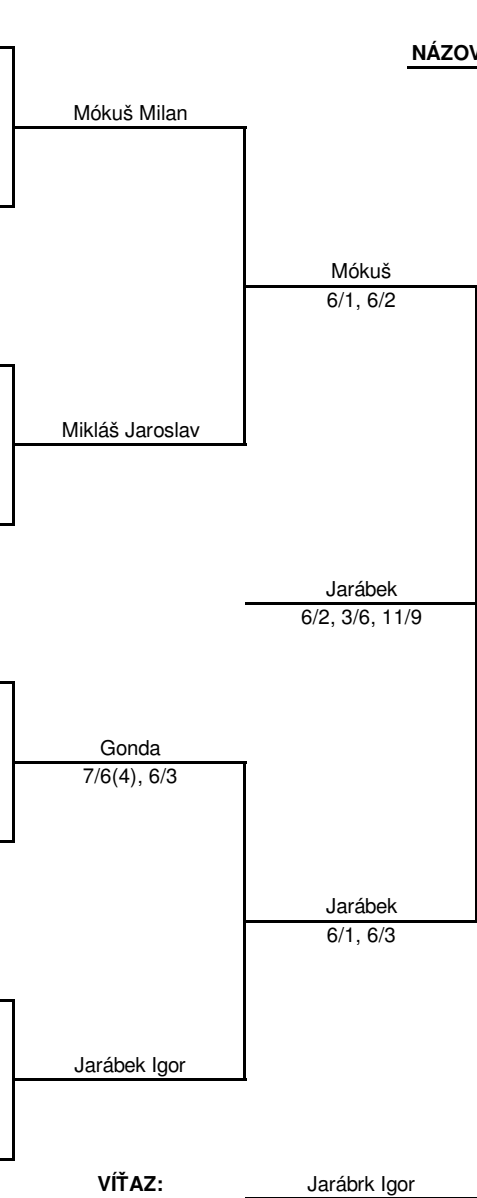 NÁZOV
Mókuš Milan
Mókuš
6/1, 6/2
Mikláš Jaroslav
Jarábek
6/2, 3/6, 11/9
Gonda
7/6(4), 6/3
Jarábek
6/1, 6/3
Jarábek Igor
VÍŤAZ: Jarábrk Igor